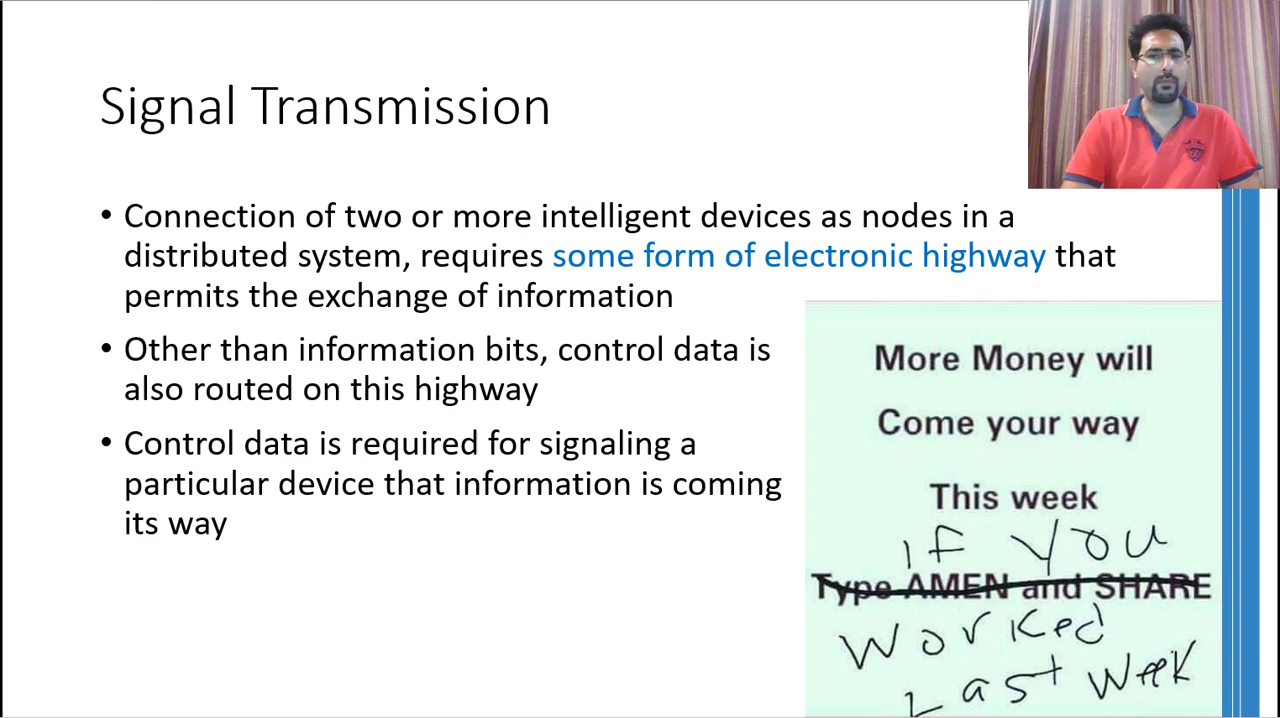 Signal Transmission
• Connection of two or more intelligent devices as nodes in a
distributed system, requires some form of electronic highway that
permits the exchange of information
• Other than information bits, control data is
also routed on this highway
• Control data is required for signaling a
particular device that information is coming
its way
More Money will
Come your way
This week
IF YOU
Type AMEN and SHARE
Worked
Last Week